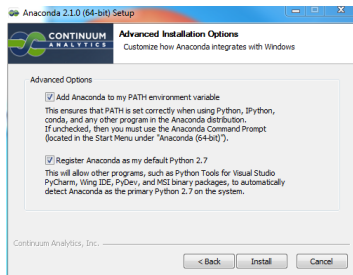 Anaconda 2.1.0 (64-bit) Setup
CONTINUUM
ANALYTICS
Advanced Installation Options
Customize how Anaconda integrates with Windows
Advanced Options
Add Anaconda to my PATH environment variable
This ensures that PATH is set correctly when using Python, IPython,
conda, and any other program in the Anaconda distribution.
If unchecked, then you must use the Anaconda Command Prompt
(located in the Start Menu under "Anaconda (64-bit)").
Register Anaconda as my default Python 2.7
This will allow other programs, such as Python Tools for Visual Studio
PyCharm, Wing IDE, PyDev, and MSI binary packages, to automatically
detect Anaconda as the primary Python 2.7 on the system.
Continuum Analytics, Inc.
< Back
Install
Cancel